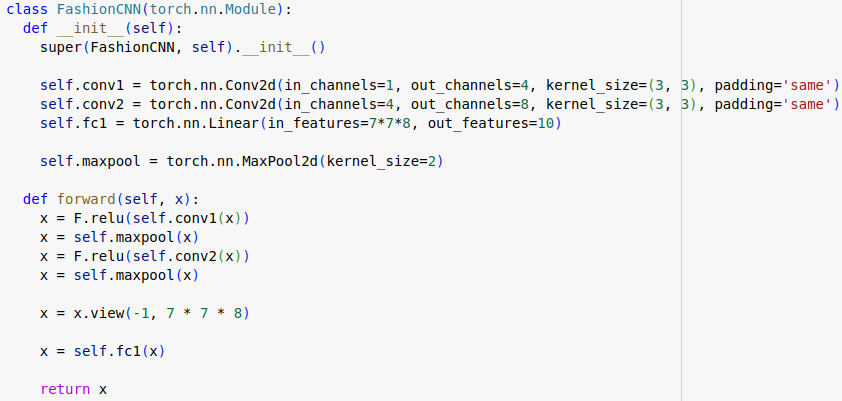 class FashionCNN(torch.nn.Module):
  def __init__(self):
    super(FashionCNN, self).__init__()

    self.conv1 = torch.nn.Conv2d(in_channels=1, out_channels=4, kernel_size=(3, 3), padding='same')
    self.conv2 = torch.nn.Conv2d(in_channels=4, out_channels=8, kernel_size=(3, 3), padding='same')
    self.fc1 = torch.nn.Linear(in_features=7*7*8, out_features=10)

    self.maxpool = torch.nn.MaxPool2d(kernel_size=2)

  def forward(self, x):
    x = F.relu(self.conv1(x))
    x = self.maxpool(x)
    x = F.relu(self.conv2(x))
    x = self.maxpool(x)

    x = x.view(-1, 7 * 7 * 8)

    x = self.fc1(x)

    return x